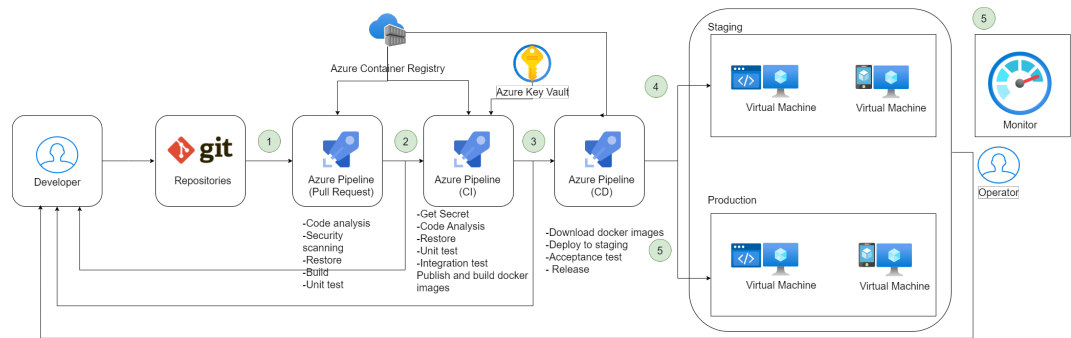 5
Staging
Azure Container Registry
Azure Key Vault
4
Virtual Machine
Virtual Machine
Monitor
1
git
2
3
Developer
Repositories
Azure Pipeline
(Pull Request)
Azure Pipeline
(CI)
Azure Pipeline
(CD)
Operator
-Code analysis
-Security
scanning
-Restore
-Build
-Unit test
-Get Secret
-Code Analysis
-Restore
-Unit test
-Integration test
Publish and build docker
images
-Download docker images
-Deploy to staging
-Acceptance test
- Release
5
Production
Virtual Machine
Virtual Machine